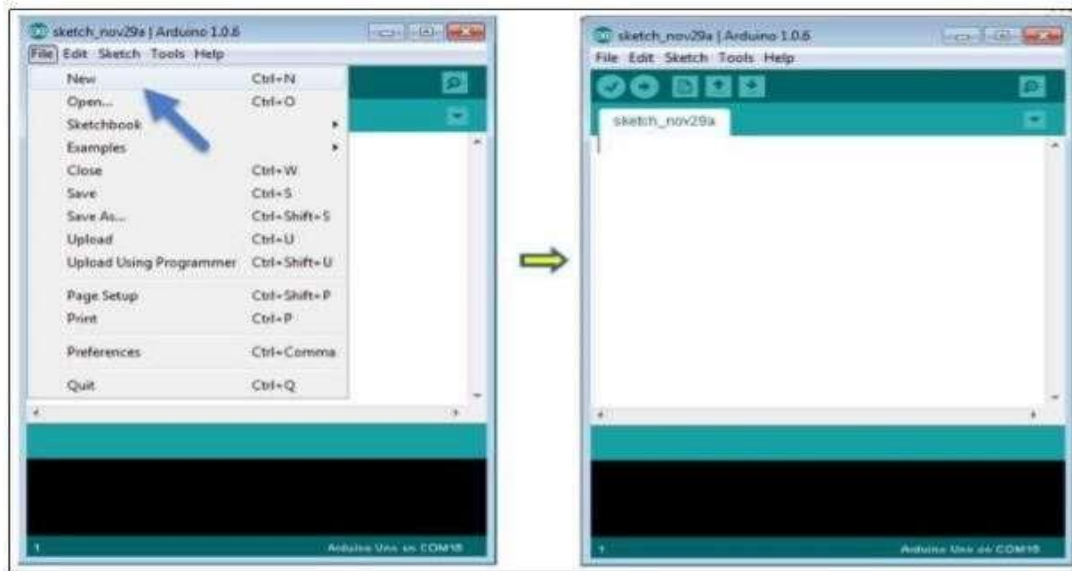 sketch_nov29a | Arduino 1.0.6
File Edit Sketch Tools Help
New Ctrl+N
Open... Ctrl+O
Sketchbook
Examples
Close Ctrl+W
Save Ctrl+S
Save As... Ctrl+Shift+S
Upload Ctrl+U
Upload Using Programmer Ctrl+Shift+U
Page Setup Ctrl+Shift+P
Print Ctrl+P
Preferences Ctrl+Comma
Quit Ctrl+Q
1 Arduino Uno on COM16
sketch_nov29a | Arduino 1.0.6
File Edit Sketch Tools Help
sketch_nov29a
1 Arduino Uno on COM16